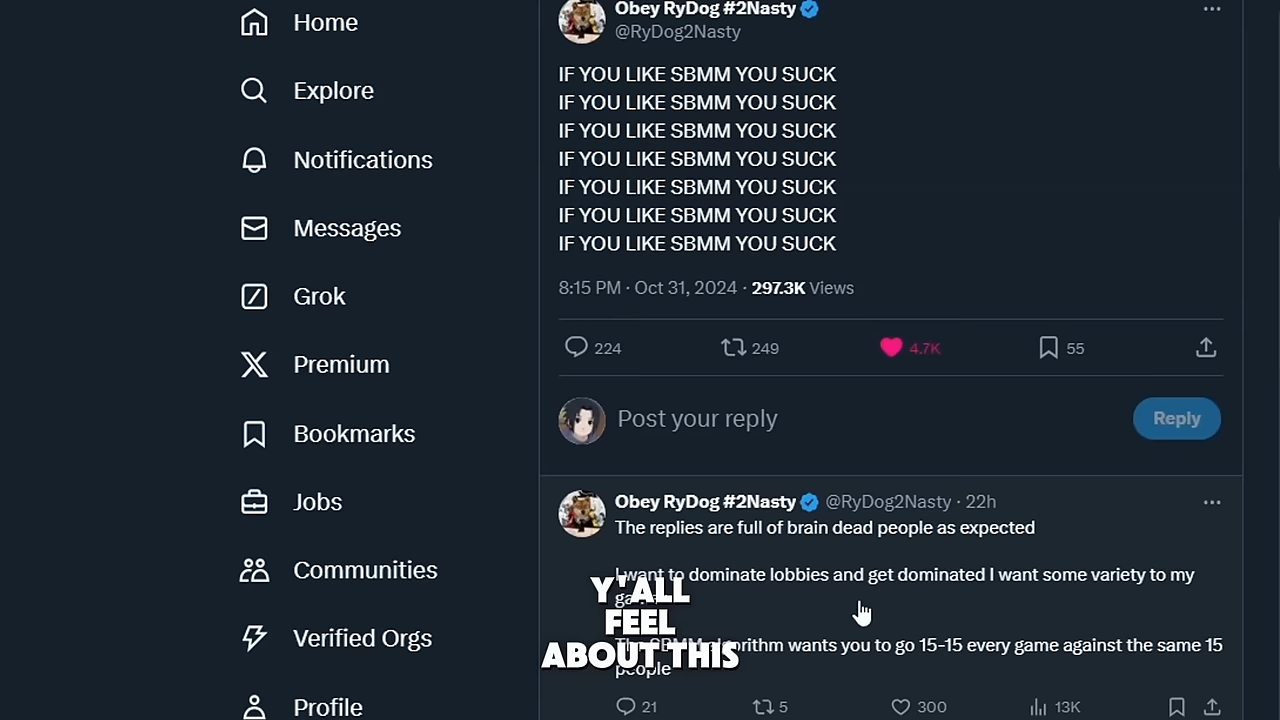 Home
Explore
Notifications
Messages
Grok
Premium
Bookmarks
Jobs
Communities
Verified Orgs
Profile
Obey RyDog #2Nasty
@RyDog2Nasty
IF YOU LIKE SBMM YOU SUCK
IF YOU LIKE SBMM YOU SUCK
IF YOU LIKE SBMM YOU SUCK
IF YOU LIKE SBMM YOU SUCK
IF YOU LIKE SBMM YOU SUCK
IF YOU LIKE SBMM YOU SUCK
IF YOU LIKE SBMM YOU SUCK
8:15 PM · Oct 31, 2024 · 297.3K Views
224 249 4.7K 55
Post your reply
Reply
Obey RyDog #2Nasty @RyDog2Nasty · 22h
The replies are full of brain dead people as expected
I want to dominate lobbies and get dominated I want some variety to my
The SBMM algorithm wants you to go 15-15 every game against the same 15
people
21 5 300 13K
Y'ALL
FEEL
ABOUT THIS